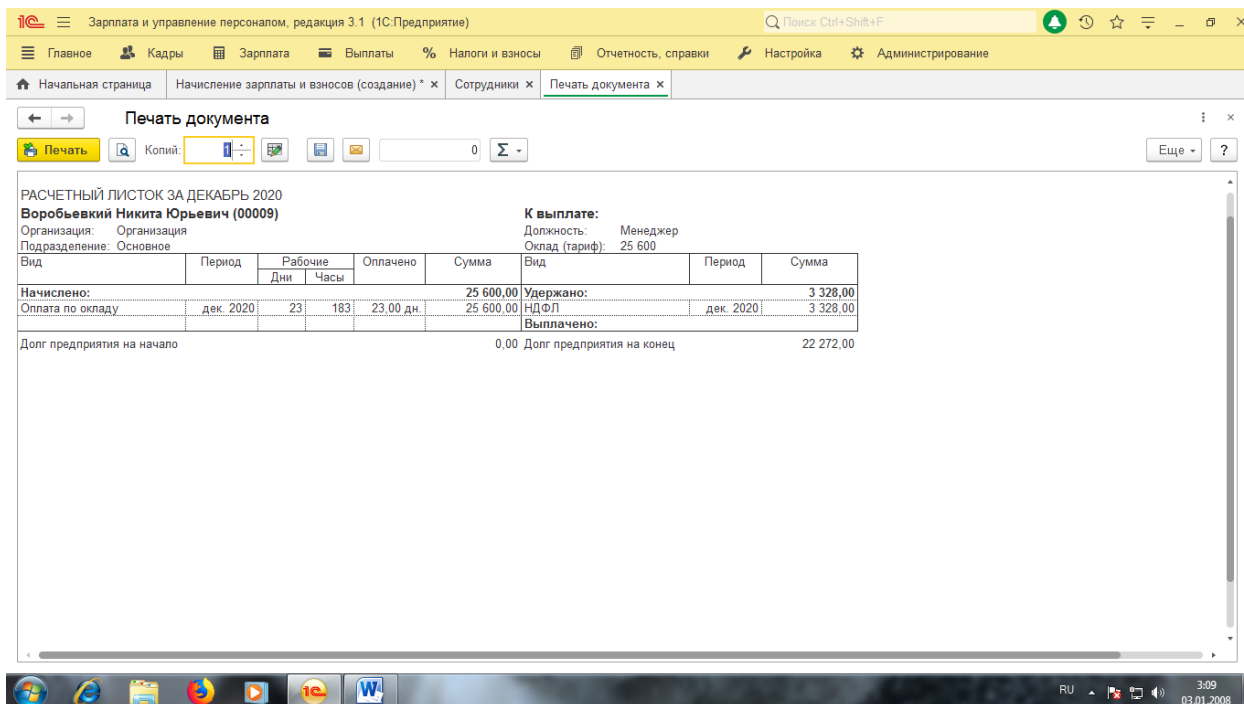 1С Зарплата и управление персоналом, редакция 3.1 (1С:Предприятие) Поиск Ctrl+Shift+F
Главное Кадры Зарплата Выплаты % Налоги и взносы Отчетность, справки Настройка Администрирование
Начальная страница Начисление зарплаты и взносов (создание) * × Сотрудники × Печать документа ×
Печать документа
Печать Копий: 1 0 Σ Еще ?
РАСЧЕТНЫЙ ЛИСТОК ЗА ДЕКАБРЬ 2020
Воробьевкий Никита Юрьевич (00009) К выплате:
Организация: Организация Должность: Менеджер
Подразделение: Основное Оклад (тариф): 25 600
Вид Период Рабочие Оплачено Сумма Вид Период Сумма
Дни Часы
Начислено: 25 600,00 Удержано: 3 328,00
Оплата по окладу дек. 2020 23 183 23,00 дн. 25 600,00 НДФЛ дек. 2020 3 328,00
Выплачено:
Долг предприятия на начало 0,00 Долг предприятия на конец 22 272,00
1С W RU 3:09
03.01.2008